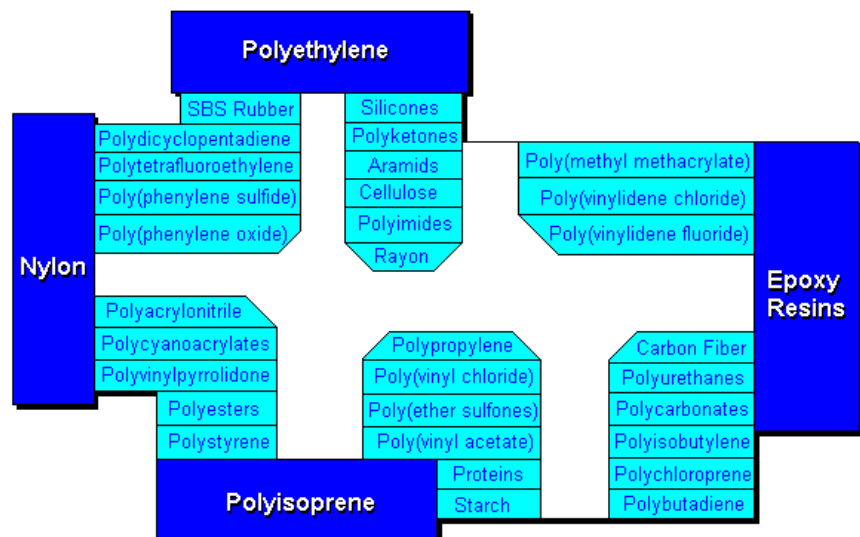 Polyethylene
SBS Rubber
Polydicyclopentadiene
Polytetrafluoroethylene
Poly(phenylene sulfide)
Poly(phenylene oxide)
Silicones
Polyketones
Aramids
Cellulose
Polyimides
Rayon
Poly(methyl methacrylate)
Poly(vinylidene chloride)
Poly(vinylidene fluoride)
Nylon
Epoxy
Resins
Polyacrylonitrile
Polycyanoacrylates
Polyvinylpyrrolidone
Polyesters
Polystyrene
Polypropylene
Poly(vinyl chloride)
Poly(ether sulfones)
Poly(vinyl acetate)
Proteins
Starch
Carbon Fiber
Polyurethanes
Polycarbonates
Polyisobutylene
Polychloroprene
Polybutadiene
Polyisoprene